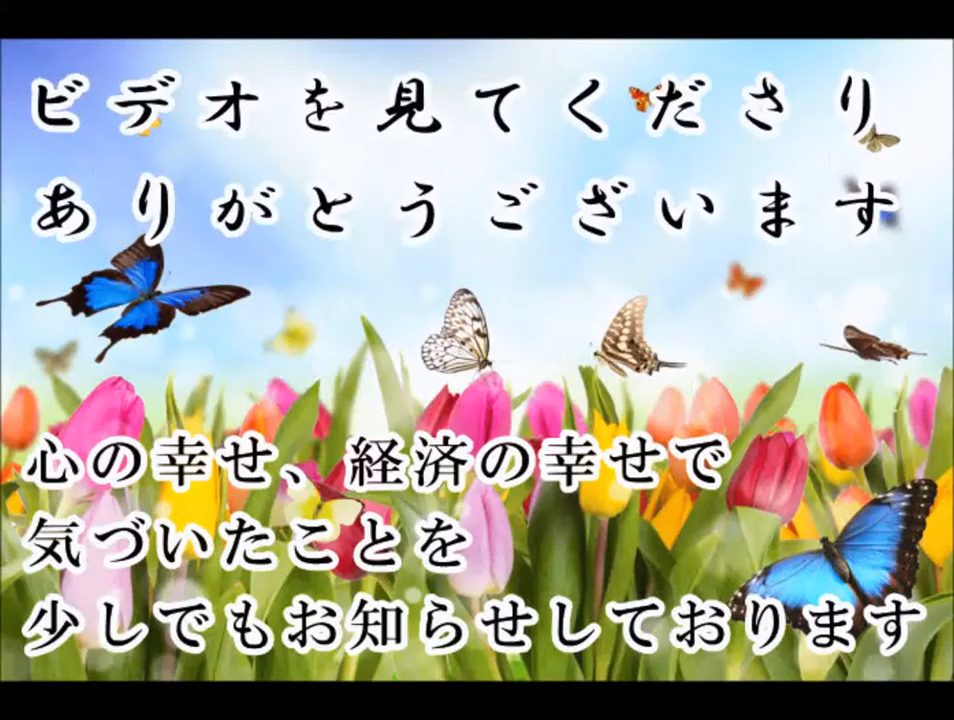 ビデオを見てくださり
ありがとうございます
心の幸せ、経済の幸せで
気づいたことを
少しでもお知らせしております